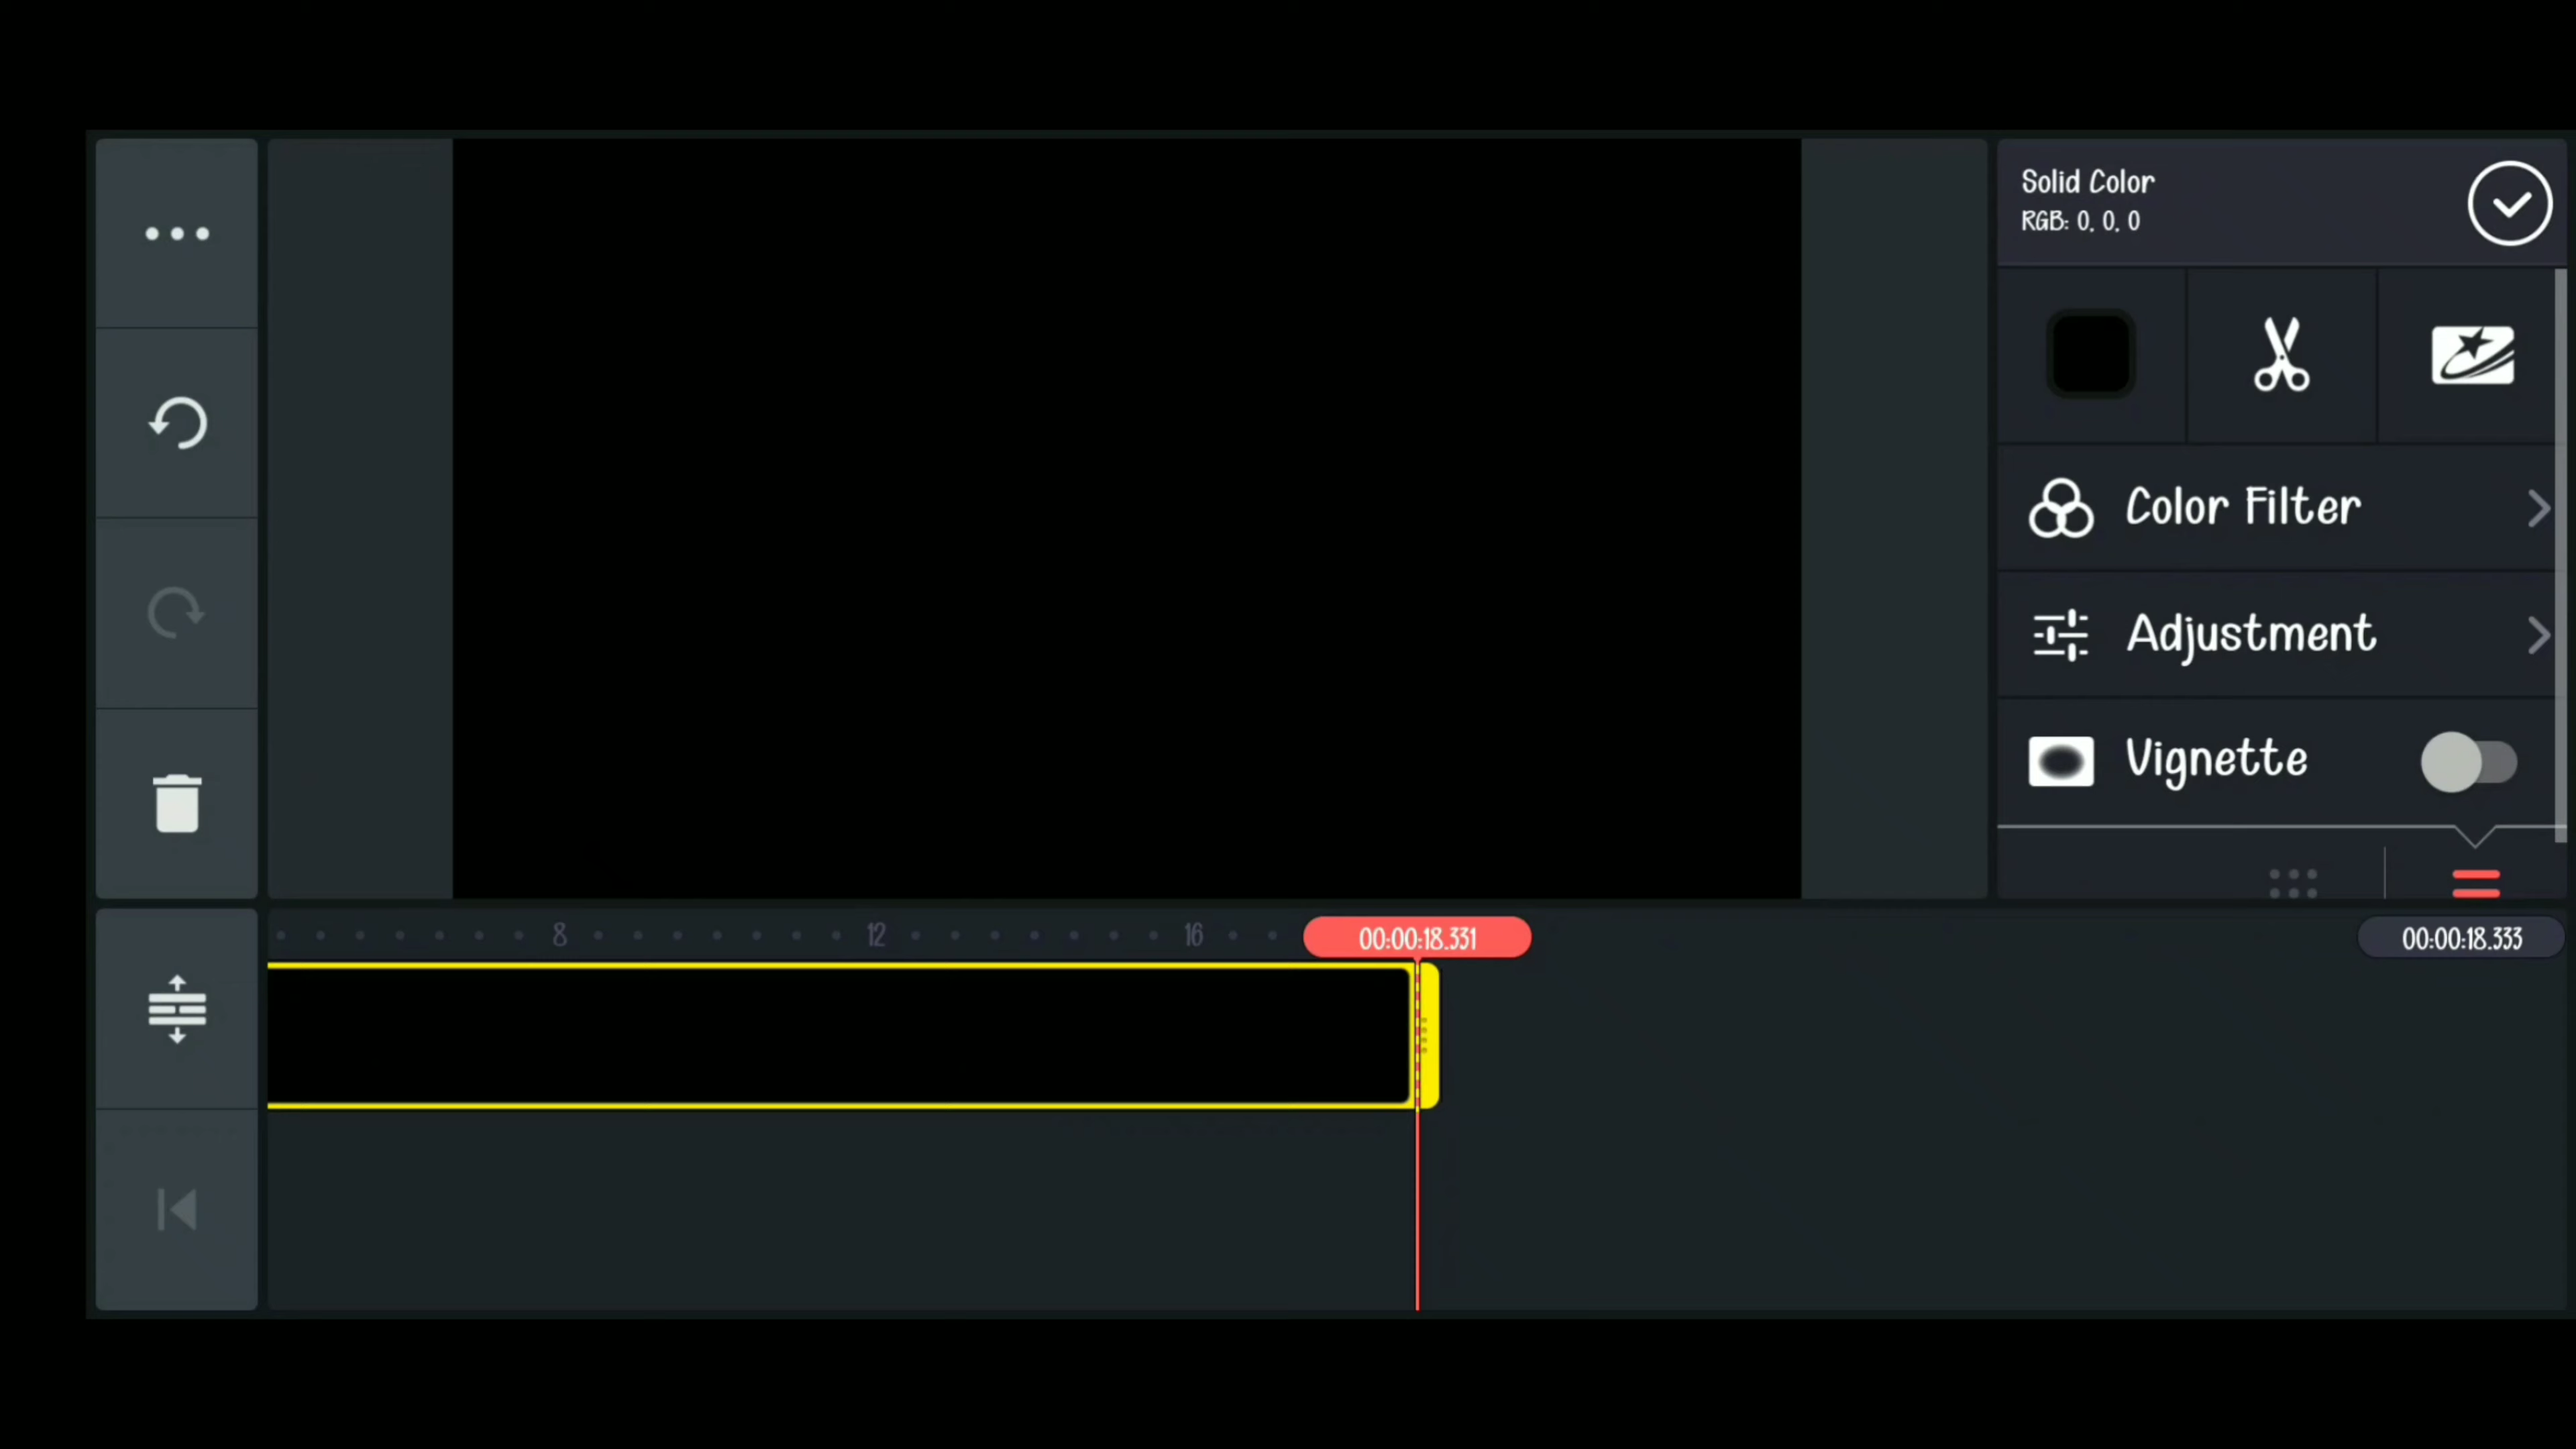 Solid Color
RGB: 0, 0, 0
Color Filter
Adjustment
Vignette
8
12
16
00:00:18.331
00:00:18.333